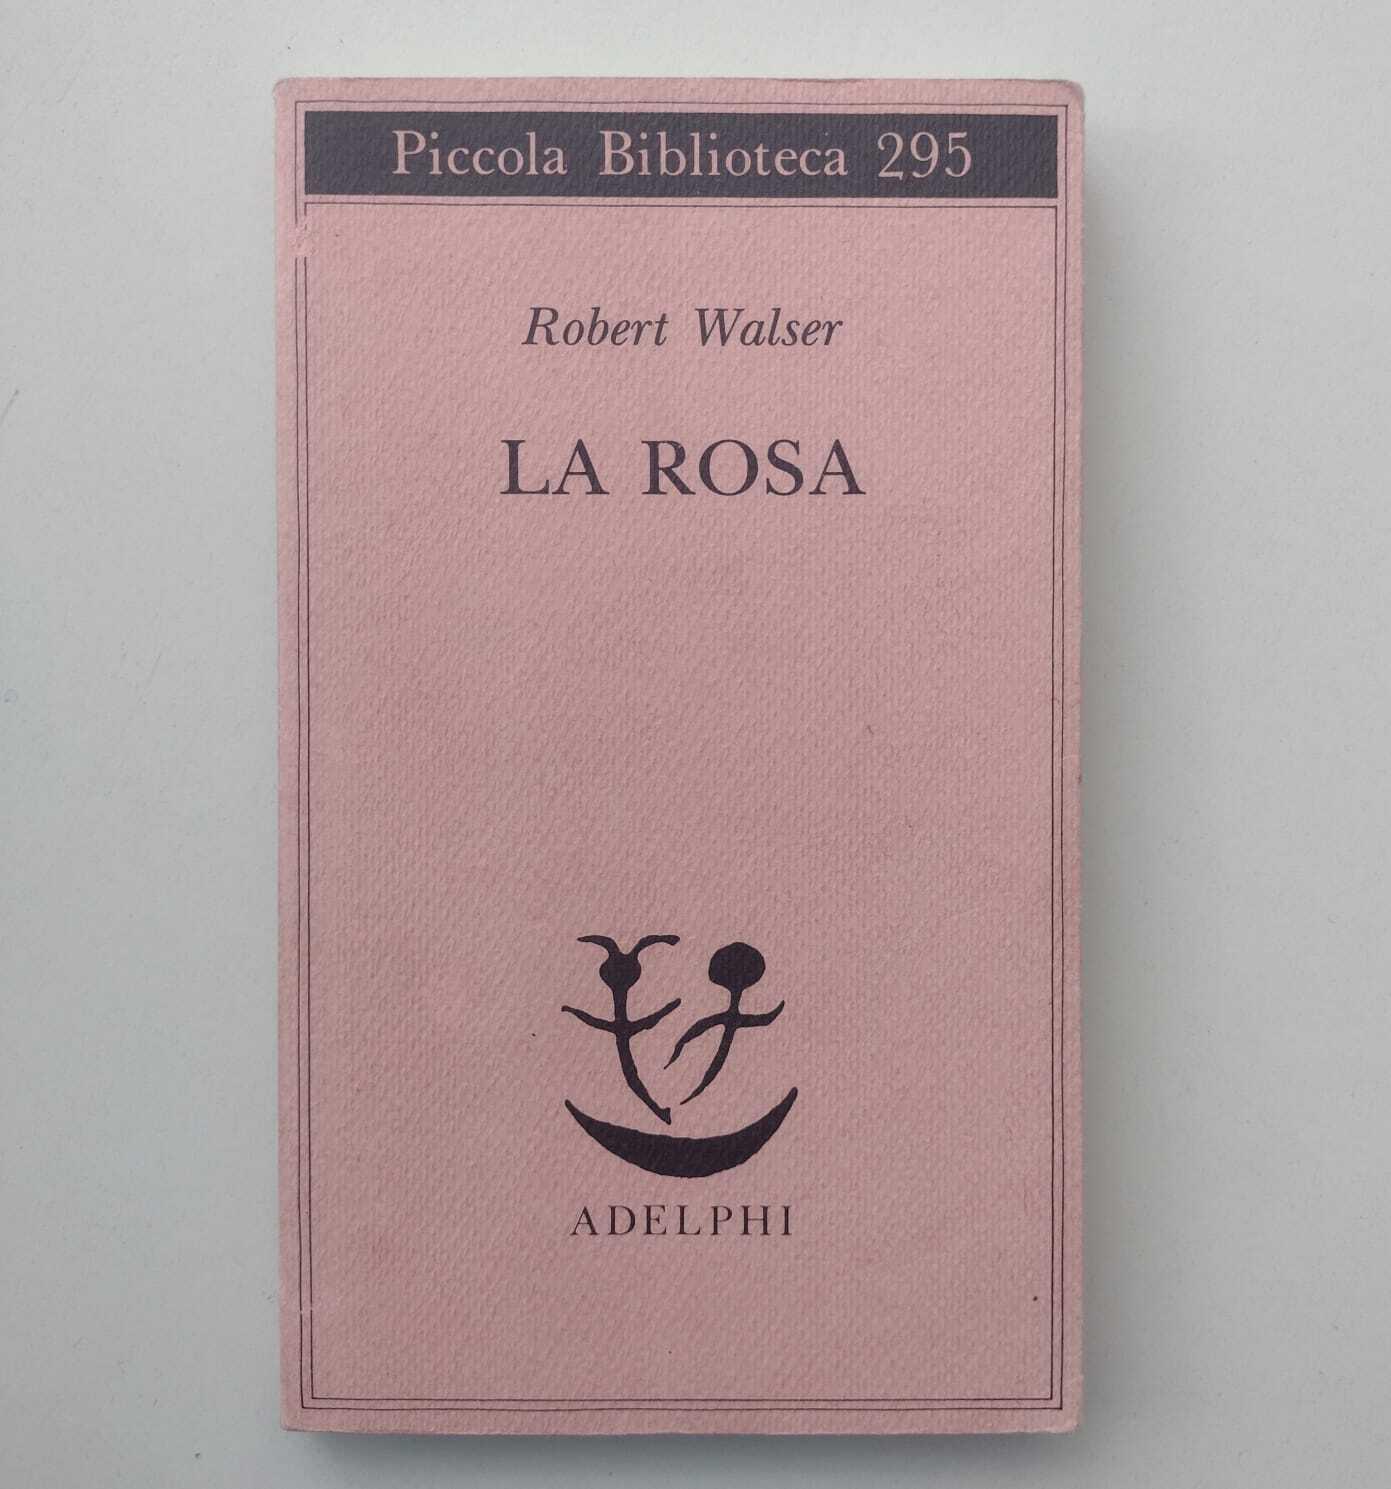 Piccola Biblioteca 295
Robert Walser
LA ROSA
ADELPHI